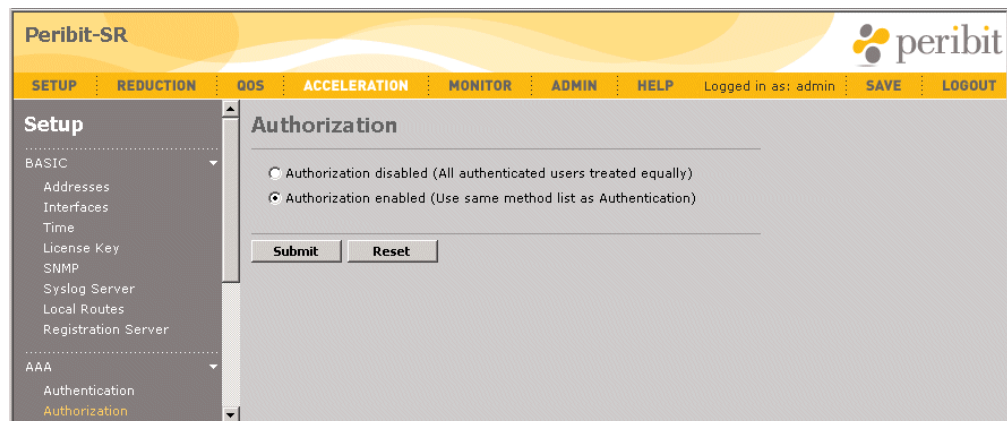 Peribit-SR
peribit
SETUP REDUCTION QOS ACCELERATION MONITOR ADMIN HELP Logged in as: admin SAVE LOGOUT
Setup
BASIC
Addresses
Interfaces
Time
License Key
SNMP
Syslog Server
Local Routes
Registration Server
AAA
Authentication
Authorization
Authorization
Authorization disabled (All authenticated users treated equally)
Authorization enabled (Use same method list as Authentication)
Submit Reset